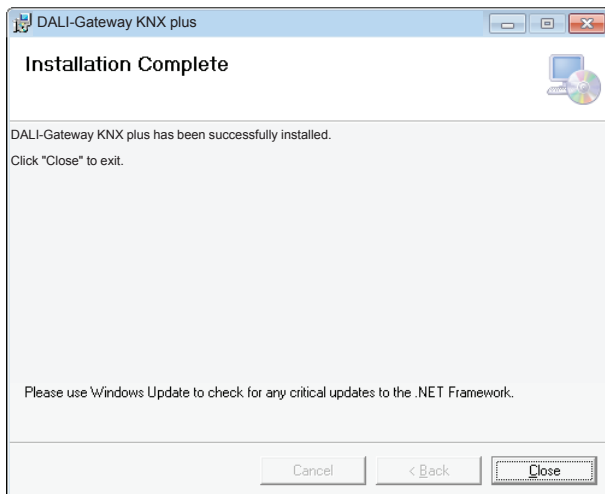 DALI-Gateway KNX plus
Installation Complete
DALI-Gateway KNX plus has been successfully installed.
Click "Close" to exit.
Please use Windows Update to check for any critical updates to the .NET Framework.
Cancel < Back Close